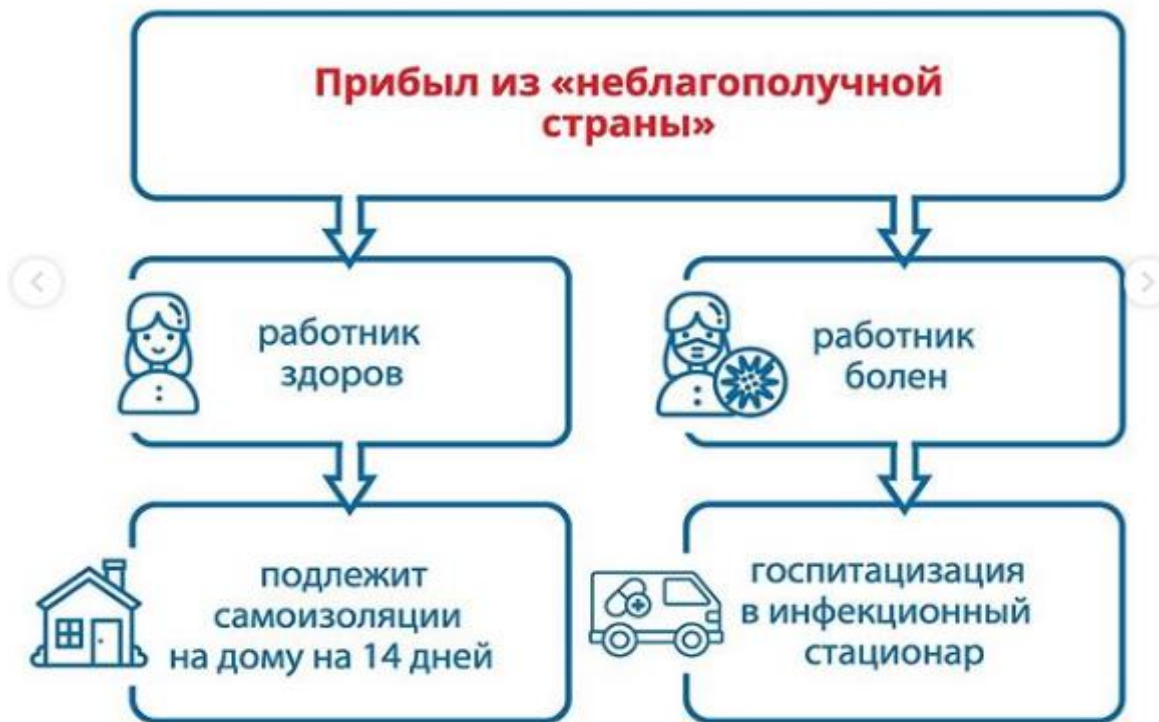 Прибыл из «неблагополучной
страны»
работник
здоров
работник
болен
подлежит
самоизоляции
на дому на 14 дней
госпитацизация
в инфекционный
стационар